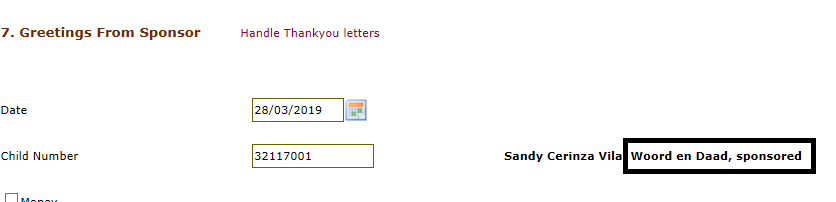 7. Greetings From Sponsor Handle Thankyou letters
Date 28/03/2019
Child Number 32117001 Sandy Cerinza Vila Woord en Daad, sponsored
Money